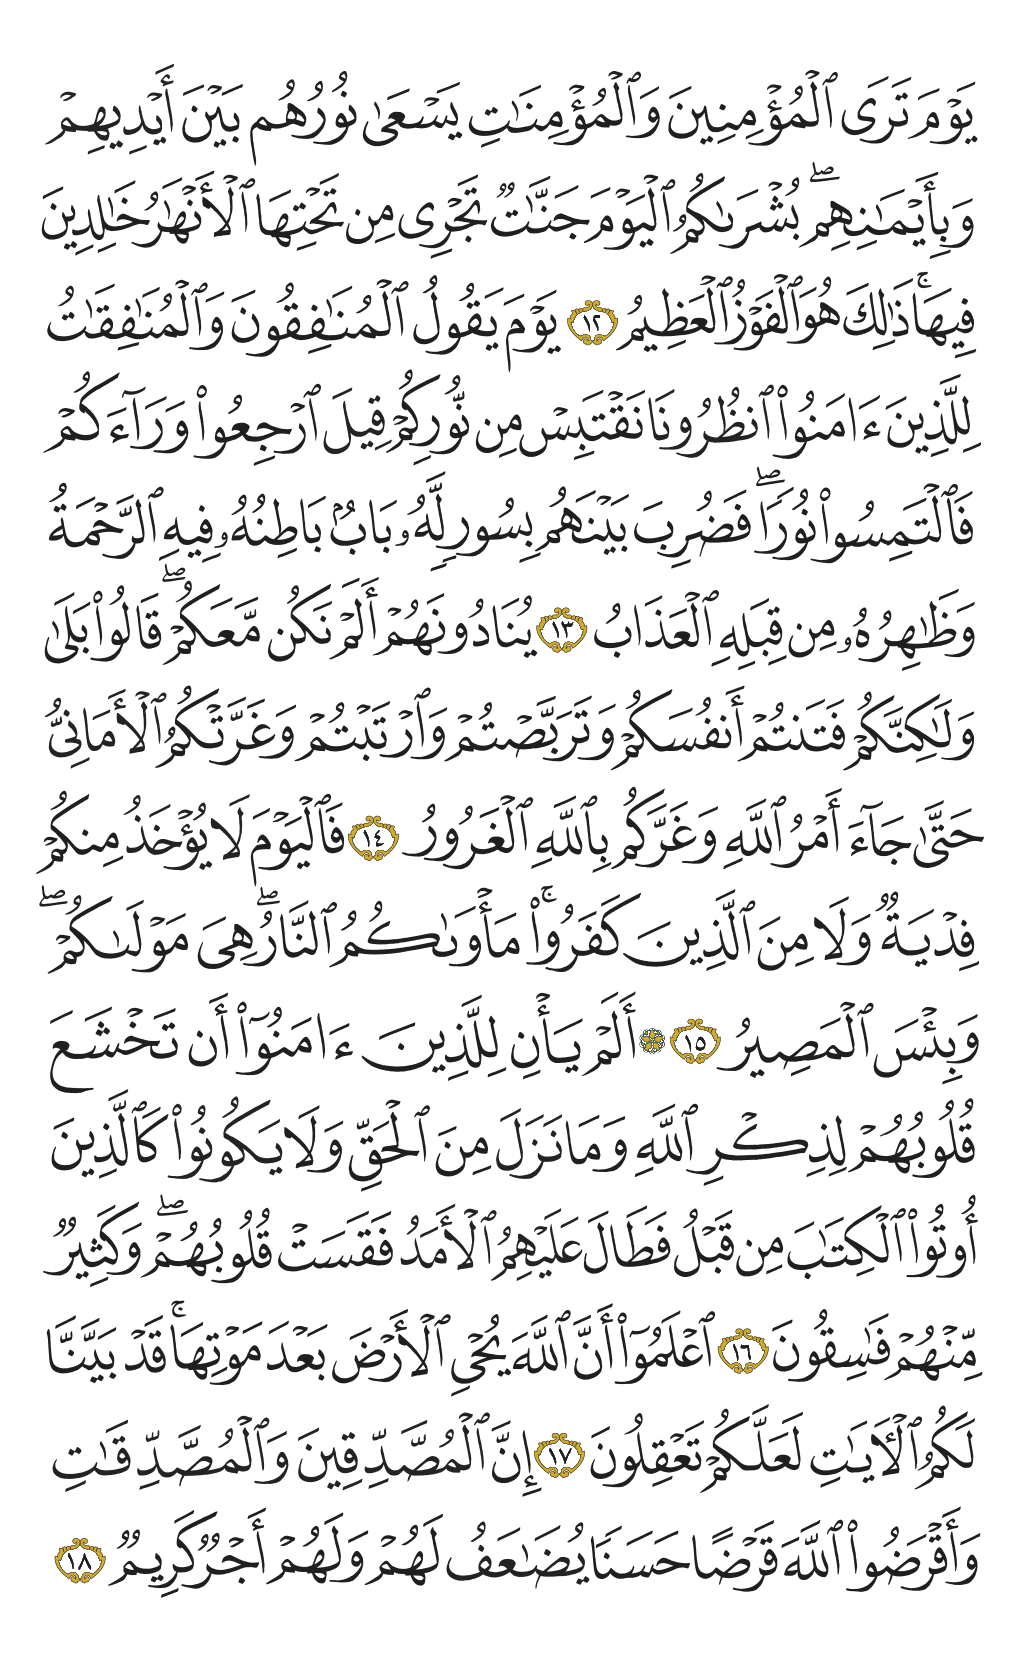 يَوۡمَ تَرَى ٱلۡمُؤۡمِنِينَ وَٱلۡمُؤۡمِنَٰتِ يَسۡعَىٰ نُورُهُم بَيۡنَ أَيۡدِيهِمۡ
وَبِأَيۡمَٰنِهِمۖ بُشۡرَىٰكُمُ ٱلۡيَوۡمَ جَنَّٰتٞ تَجۡرِي مِن تَحۡتِهَا ٱلۡأَنۡهَٰرُ خَٰلِدِينَ
فِيهَاۚ ذَٰلِكَ هُوَ ٱلۡفَوۡزُ ٱلۡعَظِيمُ ١٢ يَوۡمَ يَقُولُ ٱلۡمُنَٰفِقُونَ وَٱلۡمُنَٰفِقَٰتُ
لِلَّذِينَ ءَامَنُواْ ٱنظُرُونَا نَقۡتَبِسۡ مِن نُّورِكُمۡ قِيلَ ٱرۡجِعُواْ وَرَآءَكُمۡ
فَٱلۡتَمِسُواْ نُورٗاۖ فَضُرِبَ بَيۡنَهُم بِسُورٖ لَّهُۥ بَابُۢ بَاطِنُهُۥ فِيهِ ٱلرَّحۡمَةُ
وَظَٰهِرُهُۥ مِن قِبَلِهِ ٱلۡعَذَابُ ١٣ يُنَادُونَهُمۡ أَلَمۡ نَكُن مَّعَكُمۡۖ قَالُواْ بَلَىٰ
وَلَٰكِنَّكُمۡ فَتَنتُمۡ أَنفُسَكُمۡ وَتَرَبَّصۡتُمۡ وَٱرۡتَبۡتُمۡ وَغَرَّتۡكُمُ ٱلۡأَمَانِيُّ
حَتَّىٰ جَآءَ أَمۡرُ ٱللَّهِ وَغَرَّكُم بِٱللَّهِ ٱلۡغَرُورُ ١٤ فَٱلۡيَوۡمَ لَا يُؤۡخَذُ مِنكُمۡ
فِدۡيَةٞ وَلَا مِنَ ٱلَّذِينَ كَفَرُواْۚ مَأۡوَىٰكُمُ ٱلنَّارُۖ هِيَ مَوۡلَىٰكُمۡۖ
وَبِئۡسَ ٱلۡمَصِيرُ ١٥ ۞ أَلَمۡ يَأۡنِ لِلَّذِينَ ءَامَنُوٓاْ أَن تَخۡشَعَ
قُلُوبُهُمۡ لِذِكۡرِ ٱللَّهِ وَمَا نَزَلَ مِنَ ٱلۡحَقِّ وَلَا يَكُونُواْ كَٱلَّذِينَ
أُوتُواْ ٱلۡكِتَٰبَ مِن قَبۡلُ فَطَالَ عَلَيۡهِمُ ٱلۡأَمَدُ فَقَسَتۡ قُلُوبُهُمۡۖ وَكَثِيرٞ
مِّنۡهُمۡ فَٰسِقُونَ ١٦ ٱعۡلَمُوٓاْ أَنَّ ٱللَّهَ يُحۡيِ ٱلۡأَرۡضَ بَعۡدَ مَوۡتِهَاۚ قَدۡ بَيَّنَّا
لَكُمُ ٱلۡأٓيَٰتِ لَعَلَّكُمۡ تَعۡقِلُونَ ١٧ إِنَّ ٱلۡمُصَّدِّقِينَ وَٱلۡمُصَّدِّقَٰتِ
وَأَقۡرَضُواْ ٱللَّهَ قَرۡضًا حَسَنٗا يُضَٰعَفُ لَهُمۡ وَلَهُمۡ أَجۡرٞ كَرِيمٞ ١٨